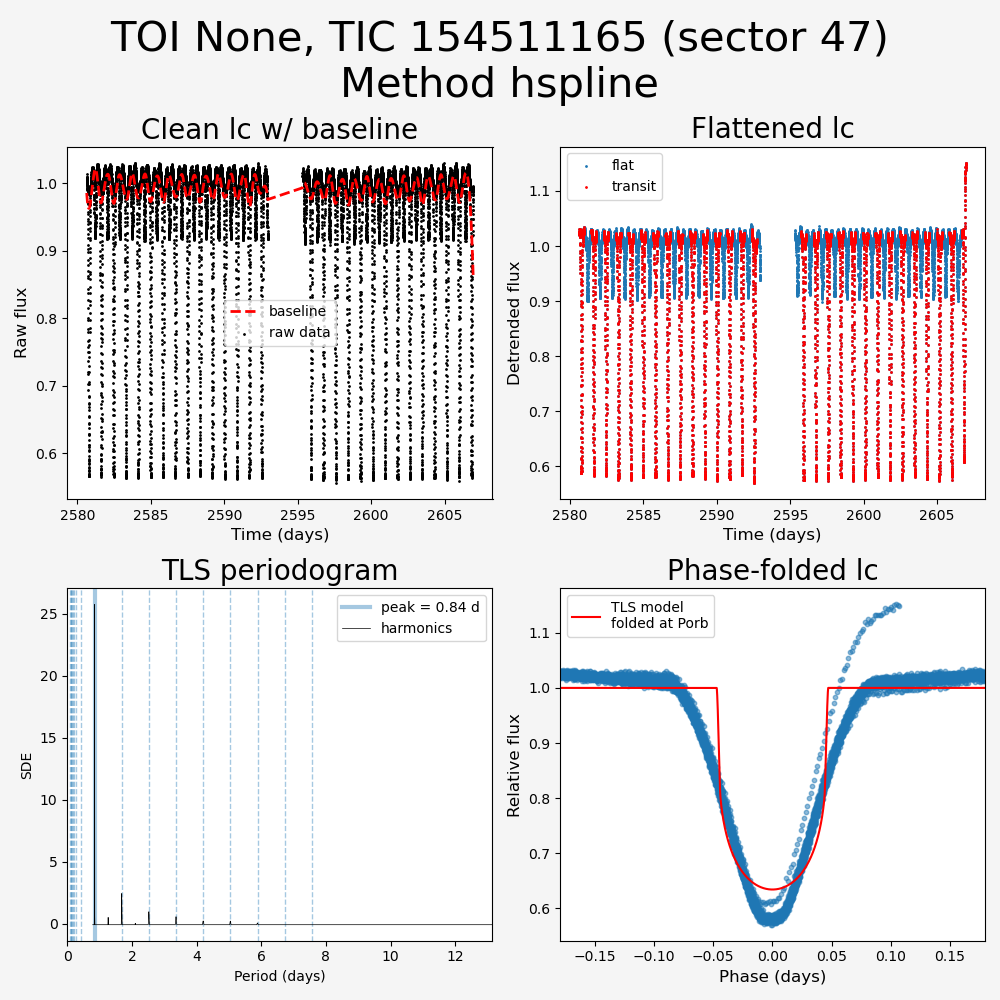 TOI None, TIC 154511165 (sector 47)
Method hspline
Clean lc w/ baseline
Flattened lc
Raw flux
1.0
0.9
0.8
0.7
0.6
baseline
raw data
2580
2585
2590
2595
2600
2605
Time (days)
Detrended flux
1.1
1.0
0.9
0.8
0.7
0.6
flat
transit
2580
2585
2590
2595
2600
2605
Time (days)
TLS periodogram
Phase-folded lc
SDE
25
20
15
10
5
0
peak = 0.84 d
harmonics
0
2
4
6
8
10
12
Period (days)
Relative flux
1.1
1.0
0.9
0.8
0.7
0.6
TLS model
folded at Porb
−0.15
−0.10
−0.05
0.00
0.05
0.10
0.15
Phase (days)